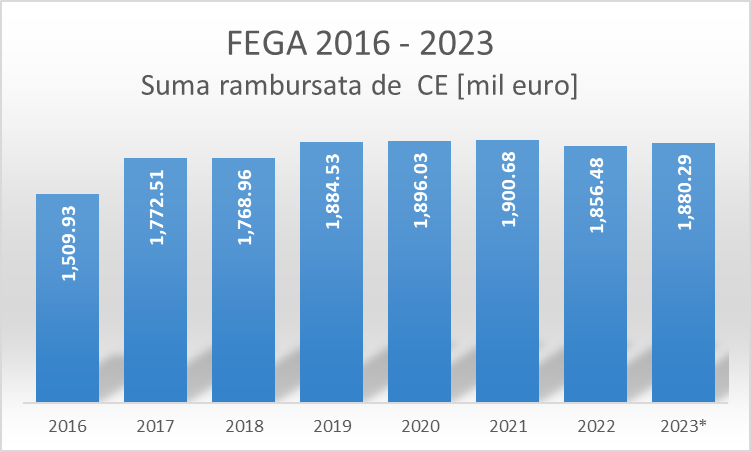 FEGA 2016 - 2023
Suma rambursata de  CE [mil euro]
1,509.93
1,772.51
1,768.96
1,884.53
1,896.03
1,900.68
1,856.48
1,880.29
2016 2017 2018 2019 2020 2021 2022 2023*